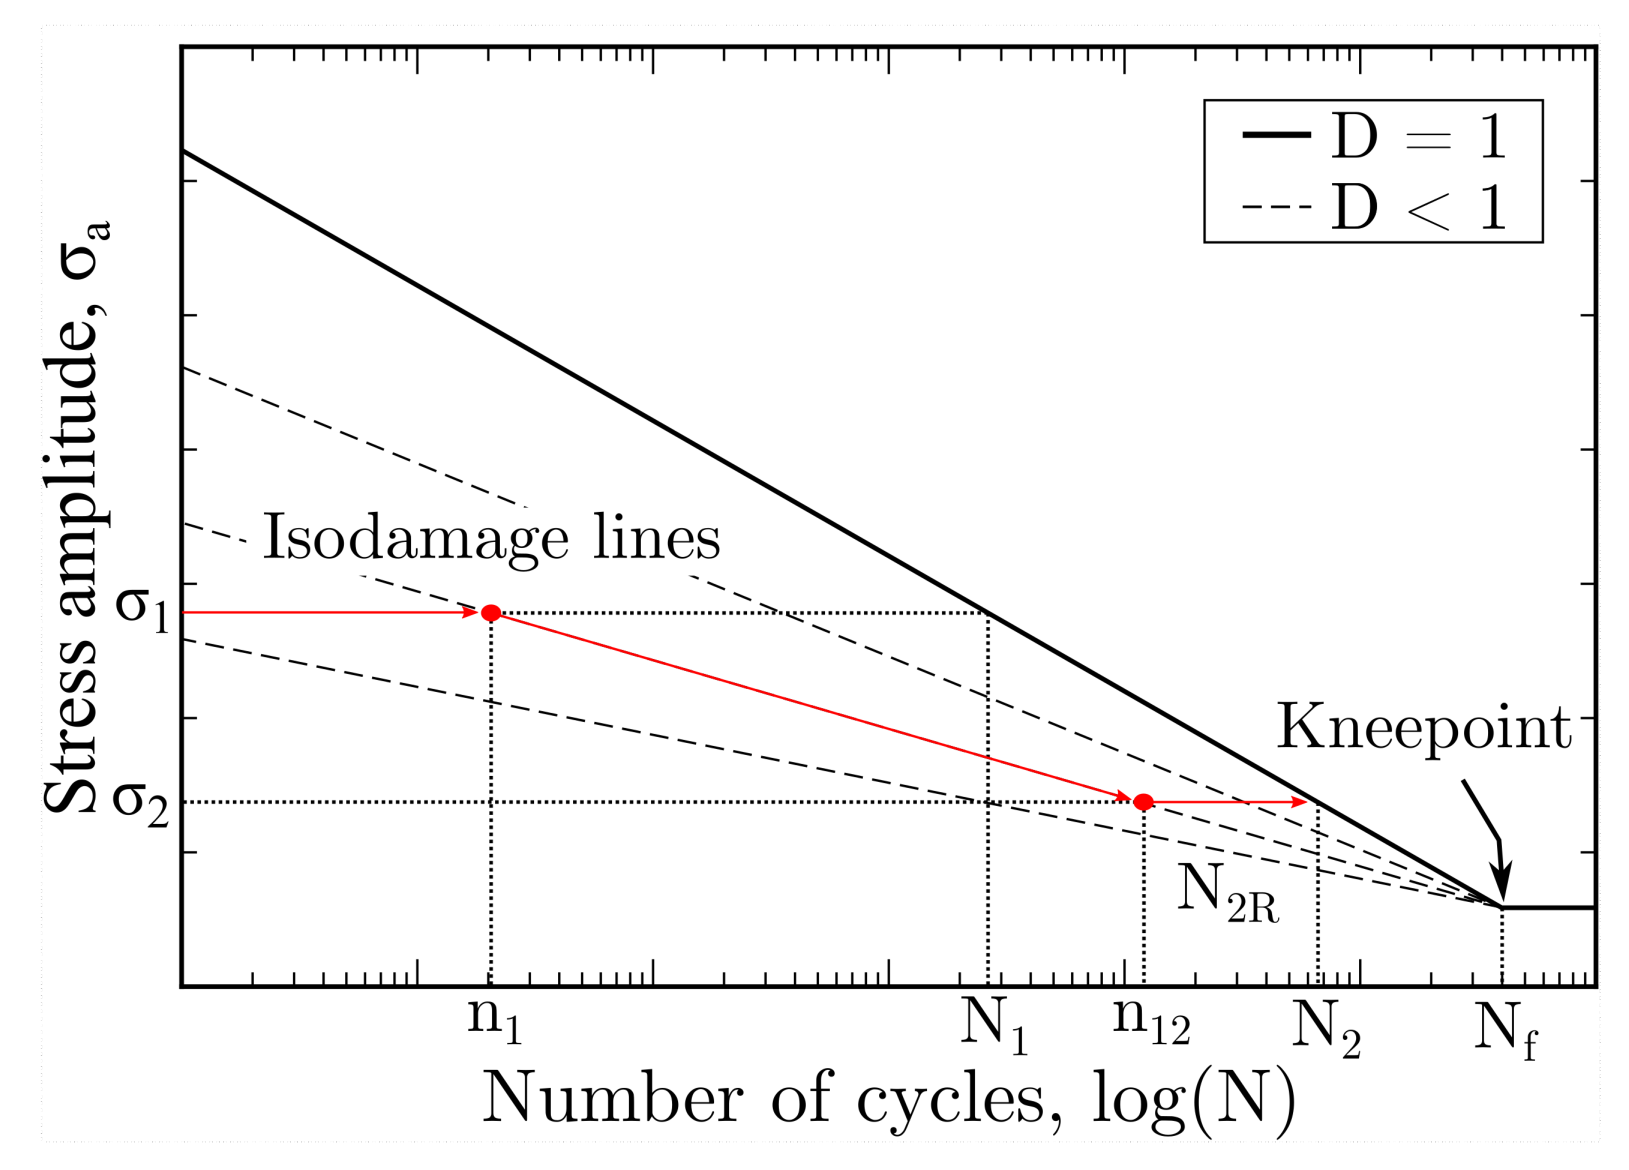 D = 1
D < 1
Stress amplitude, σa
Isodamage lines
σ1
Kneepoint
σ2
N2R
n1
N1
n12
N2
Nf
Number of cycles, log(N)